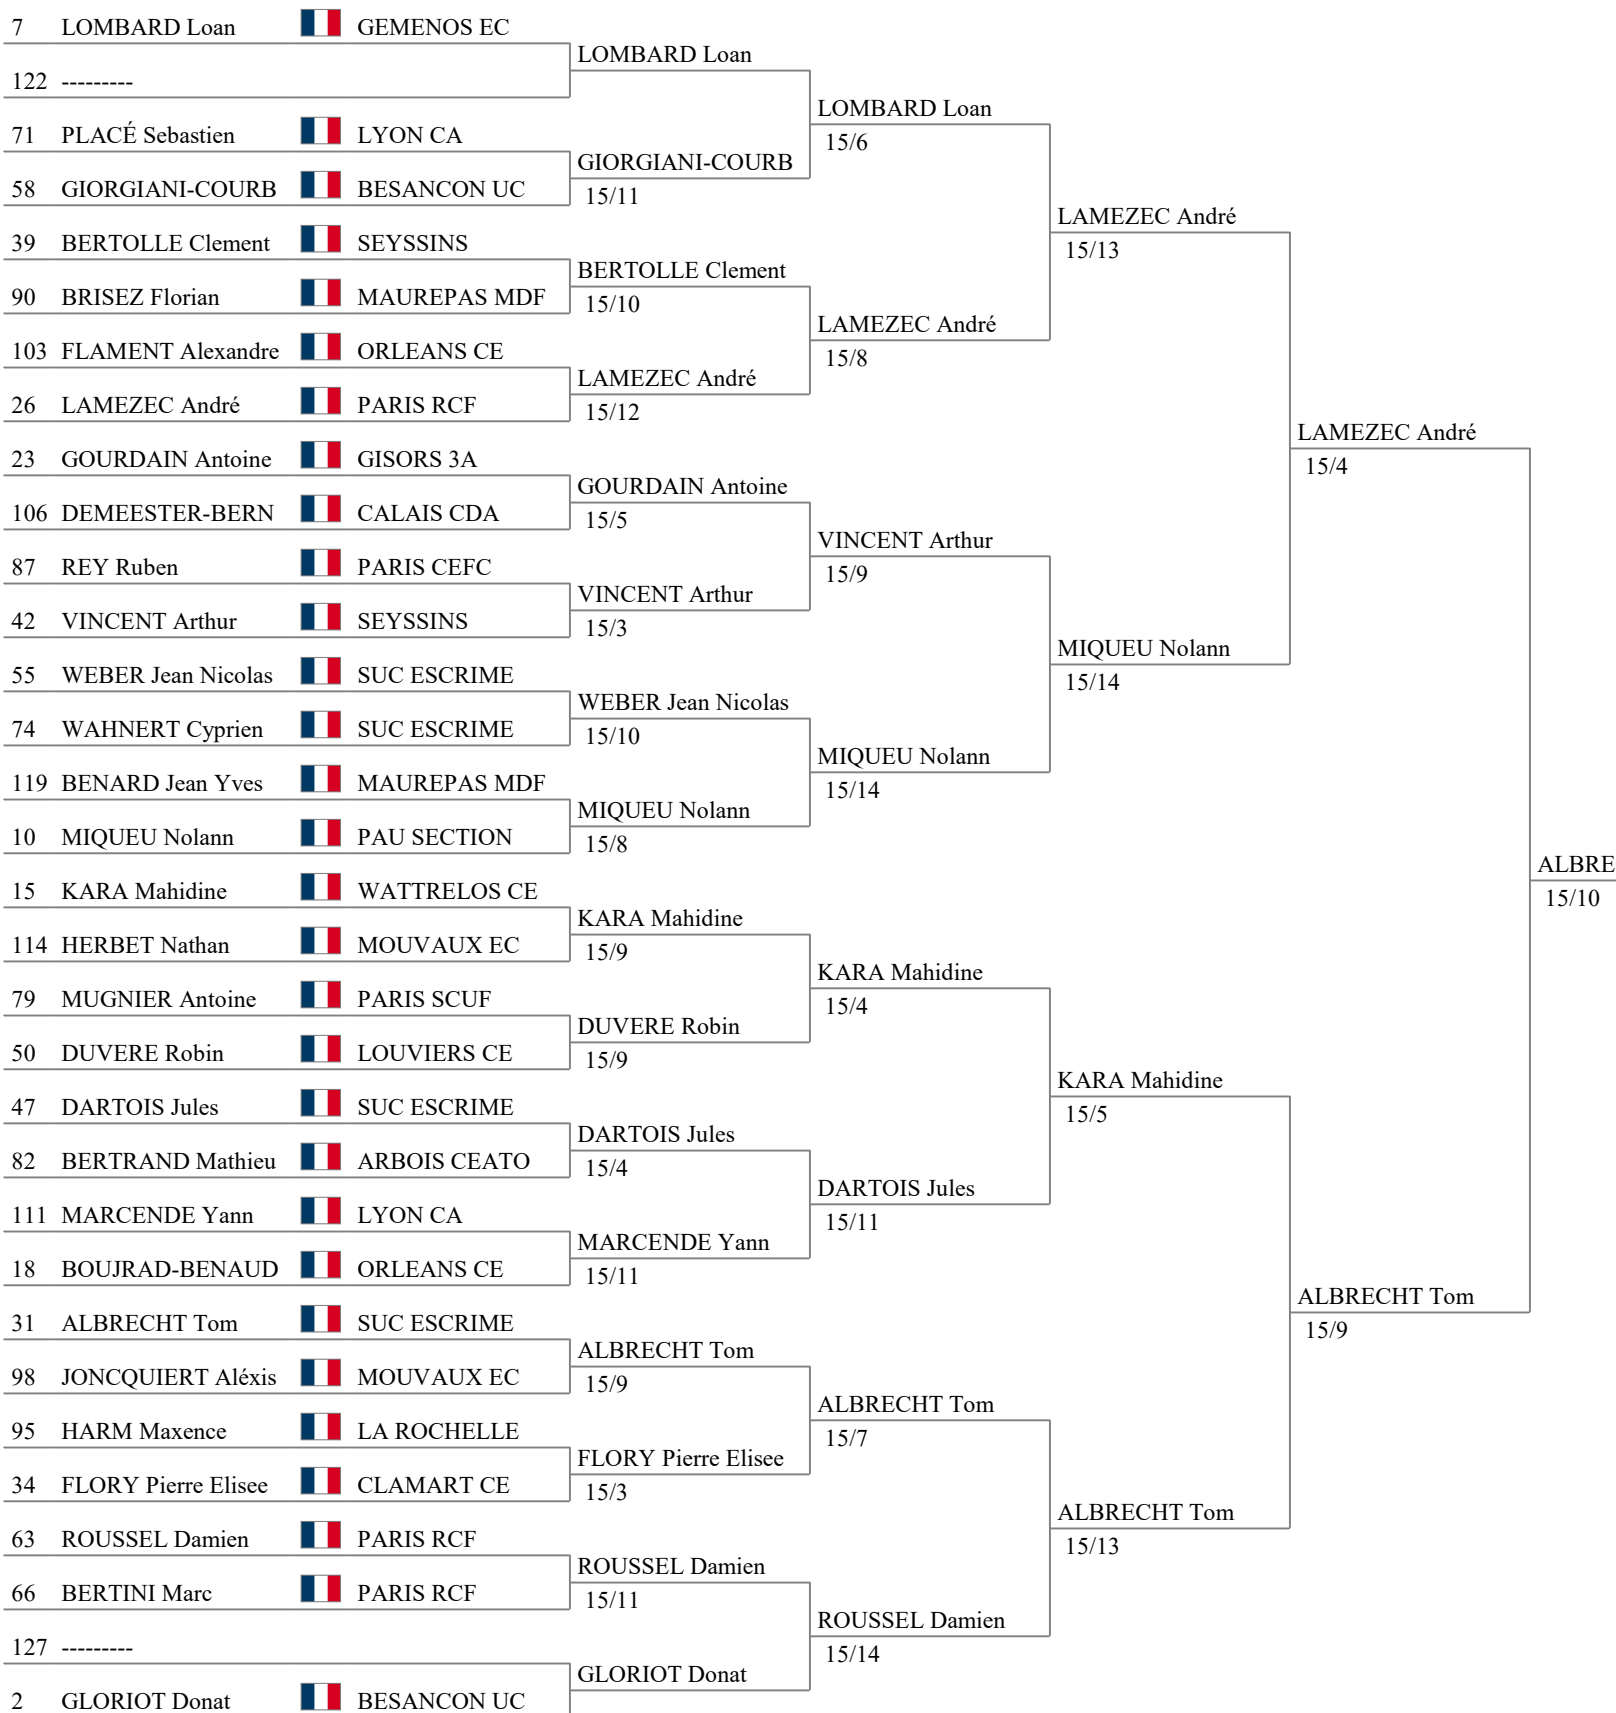 7 LOMBARD Loan GEMENOS EC
LOMBARD Loan
122 ---------
LOMBARD Loan
15/6
71 PLACÉ Sebastien LYON CA
GIORGIANI-COURB
15/11
58 GIORGIANI-COURB BESANCON UC
LAMEZEC André
15/13
39 BERTOLLE Clement SEYSSINS
BERTOLLE Clement
15/10
90 BRISEZ Florian MAUREPAS MDF
LAMEZEC André
15/8
103 FLAMENT Alexandre ORLEANS CE
LAMEZEC André
15/12
26 LAMEZEC André PARIS RCF
LAMEZEC André
15/4
23 GOURDAIN Antoine GISORS 3A
GOURDAIN Antoine
15/5
106 DEMEESTER-BERN CALAIS CDA
VINCENT Arthur
15/9
87 REY Ruben PARIS CEFC
VINCENT Arthur
15/3
42 VINCENT Arthur SEYSSINS
MIQUEU Nolann
15/14
55 WEBER Jean Nicolas SUC ESCRIME
WEBER Jean Nicolas
15/10
74 WAHNERT Cyprien SUC ESCRIME
MIQUEU Nolann
15/14
119 BENARD Jean Yves MAUREPAS MDF
MIQUEU Nolann
15/8
10 MIQUEU Nolann PAU SECTION
ALBRE
15/10
15 KARA Mahidine WATTRELOS CE
KARA Mahidine
15/9
114 HERBET Nathan MOUVAUX EC
KARA Mahidine
15/4
79 MUGNIER Antoine PARIS SCUF
DUVERE Robin
15/9
50 DUVERE Robin LOUVIERS CE
KARA Mahidine
15/5
47 DARTOIS Jules SUC ESCRIME
DARTOIS Jules
15/4
82 BERTRAND Mathieu ARBOIS CEATO
DARTOIS Jules
15/11
111 MARCENDE Yann LYON CA
MARCENDE Yann
15/11
18 BOUJRAD-BENAUD ORLEANS CE
ALBRECHT Tom
15/9
31 ALBRECHT Tom SUC ESCRIME
ALBRECHT Tom
15/9
98 JONCQUIERT Aléxis MOUVAUX EC
ALBRECHT Tom
15/7
95 HARM Maxence LA ROCHELLE
FLORY Pierre Elisee
15/3
34 FLORY Pierre Elisee CLAMART CE
ALBRECHT Tom
15/13
63 ROUSSEL Damien PARIS RCF
ROUSSEL Damien
15/11
66 BERTINI Marc PARIS RCF
ROUSSEL Damien
15/14
127 ---------
GLORIOT Donat
2 GLORIOT Donat BESANCON UC